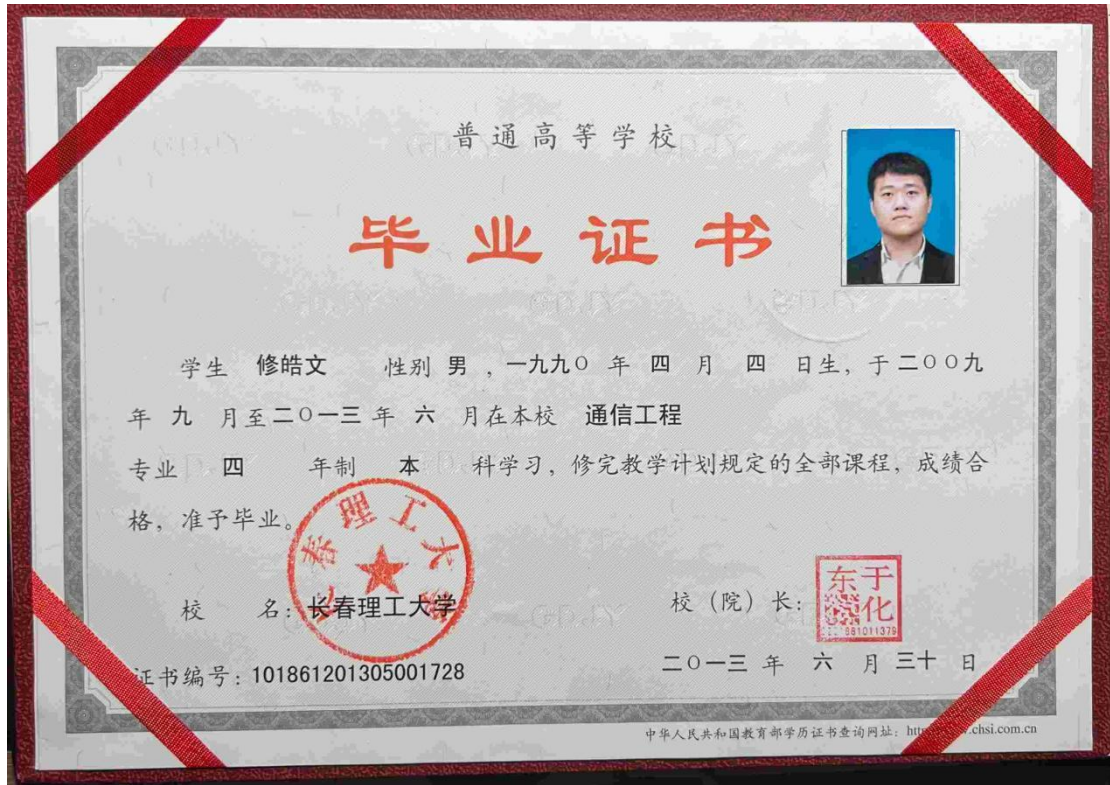 普通高等学校
毕业证书
学生 修皓文 性别 男 ，一九九〇 年 四 月 四 日生，于二〇〇九
年 九 月至二〇一三 年 六 月在本校 通信工程
专业 四 年制 本 科学习，修完教学计划规定的全部课程，成绩合
格，准予毕业。
长春理工大学
校 名：长春理工大学
校（院）长：
于化东
证书编号：101861201305001728
二〇一三 年 六 月 三十 日
中华人民共和国教育部学历证书查询网址：.chsi.com.cn